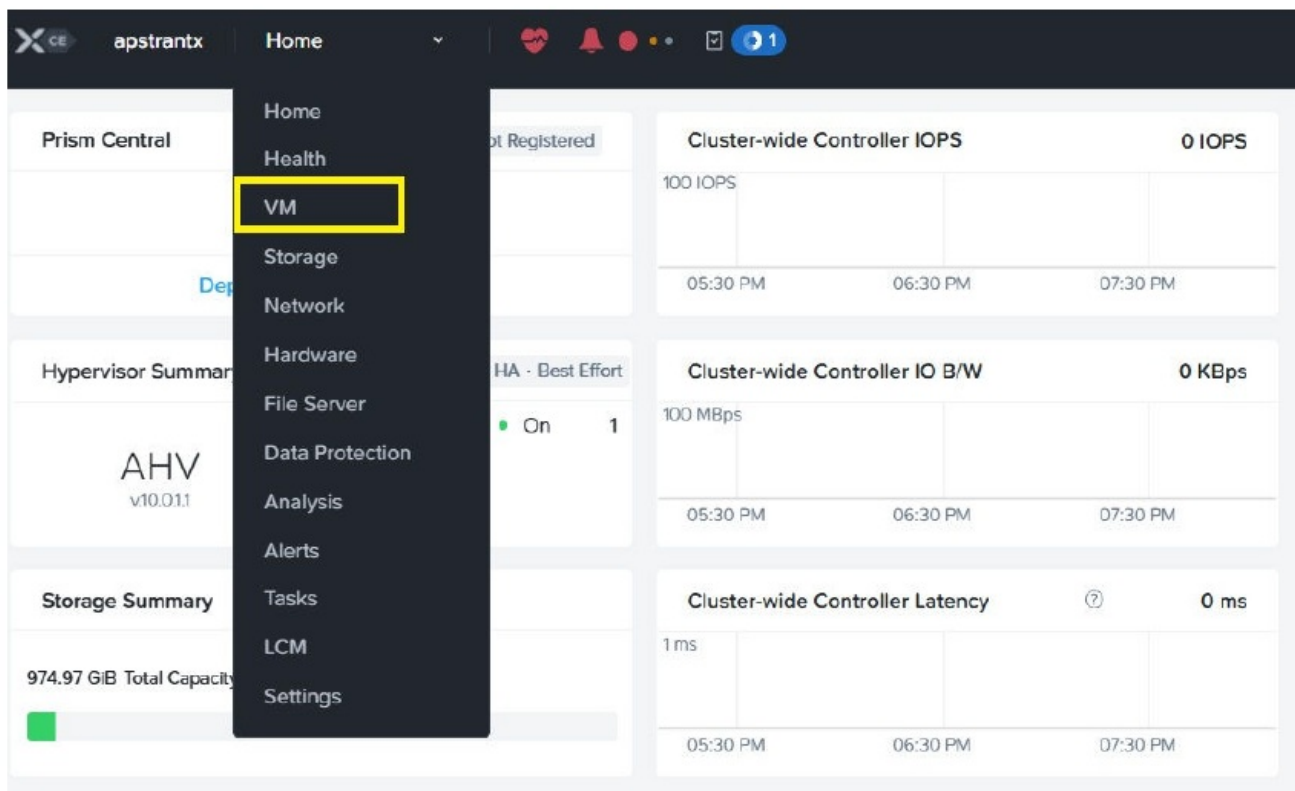 X CE apstrantx Home 1
Home
Health
VM
Storage
Network
Hardware
File Server
Data Protection
Analysis
Alerts
Tasks
LCM
Settings
Prism Central ot Registered
Dep
Hypervisor Summar HA · Best Effort
AHV
v10.0.1.1
On 1
Storage Summary
974.97 GiB Total Capacity
Cluster-wide Controller IOPS 0 IOPS
100 IOPS
05:30 PM 06:30 PM 07:30 PM
Cluster-wide Controller IO B/W 0 KBps
100 MBps
05:30 PM 06:30 PM 07:30 PM
Cluster-wide Controller Latency ? 0 ms
1 ms
05:30 PM 06:30 PM 07:30 PM